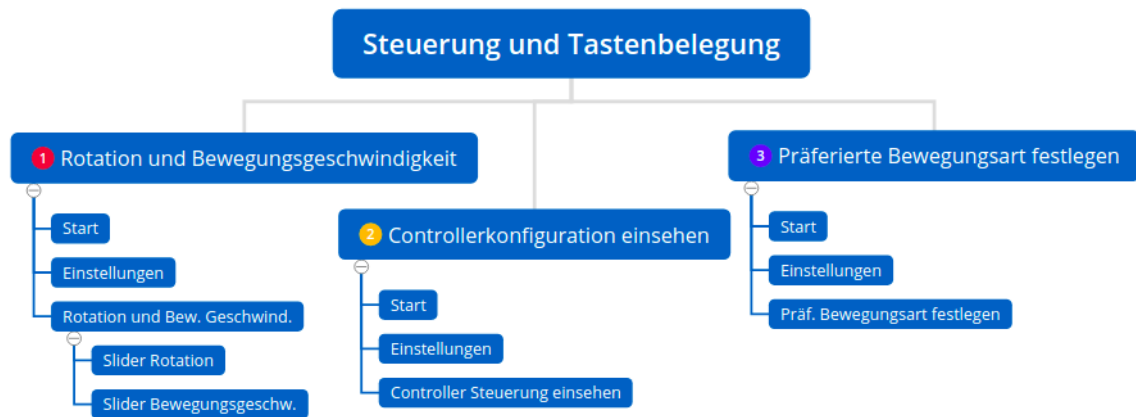 Steuerung und Tastenbelegung
1 Rotation und Bewegungsgeschwindigkeit
Start
Einstellungen
Rotation und Bew. Geschwind.
Slider Rotation
Slider Bewegungsgeschw.
2 Controllerkonfiguration einsehen
Start
Einstellungen
Controller Steuerung einsehen
3 Präferierte Bewegungsart festlegen
Start
Einstellungen
Präf. Bewegungsart festlegen